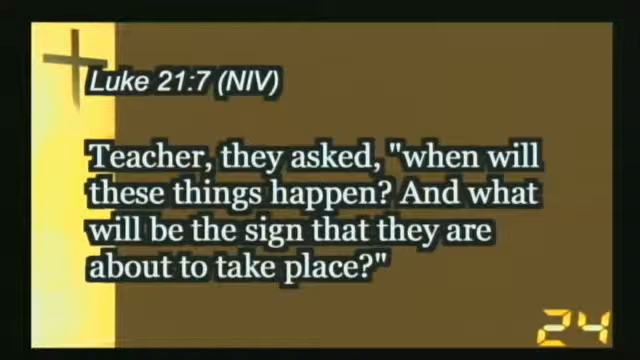 Luke 21:7 (NIV)
Teacher, they asked, "when will
these things happen? And what
will be the sign that they are
about to take place?"
24